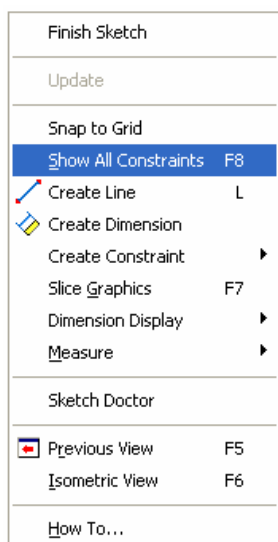 Finish Sketch
Update
Snap to Grid
Show All Constraints F8
Create Line L
Create Dimension
Create Constraint
Slice Graphics F7
Dimension Display
Measure
Sketch Doctor
Previous View F5
Isometric View F6
How To...